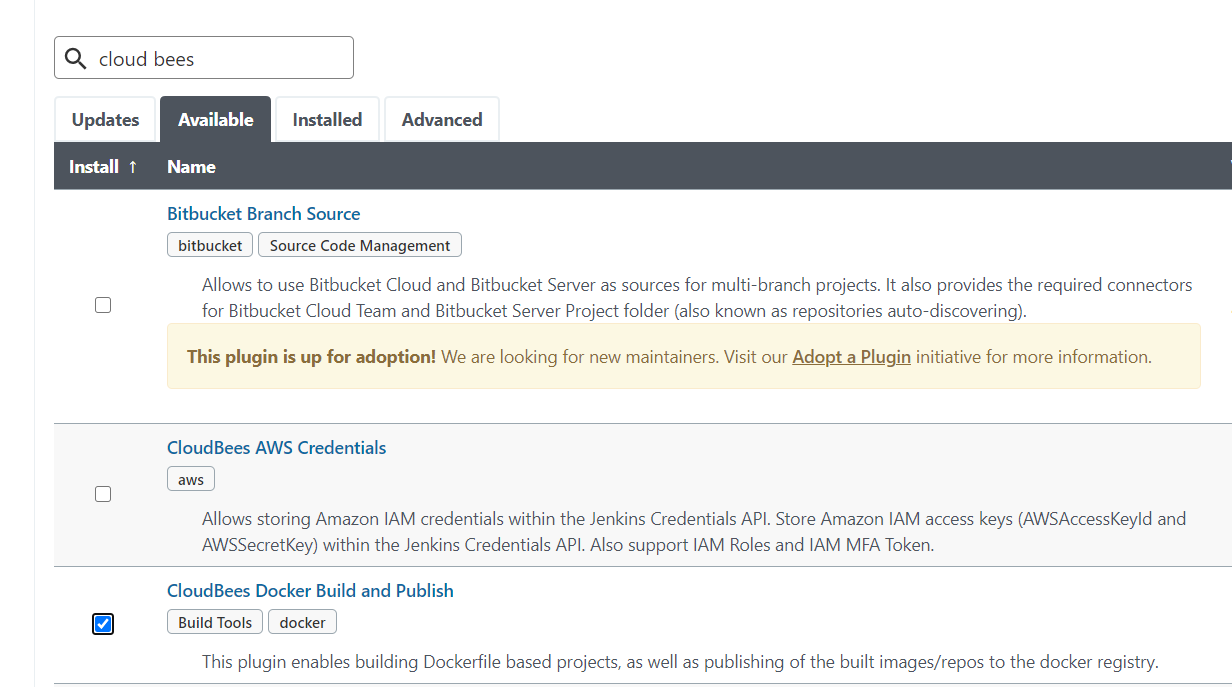 cloud bees
Updates Available Installed Advanced
Install ↑ Name
Bitbucket Branch Source
bitbucket Source Code Management
Allows to use Bitbucket Cloud and Bitbucket Server as sources for multi-branch projects. It also provides the required connectors
for Bitbucket Cloud Team and Bitbucket Server Project folder (also known as repositories auto-discovering).
This plugin is up for adoption! We are looking for new maintainers. Visit our Adopt a Plugin initiative for more information.
CloudBees AWS Credentials
aws
Allows storing Amazon IAM credentials within the Jenkins Credentials API. Store Amazon IAM access keys (AWSAccessKeyId and
AWSSecretKey) within the Jenkins Credentials API. Also support IAM Roles and IAM MFA Token.
CloudBees Docker Build and Publish
Build Tools docker
This plugin enables building Dockerfile based projects, as well as publishing of the built images/repos to the docker registry.